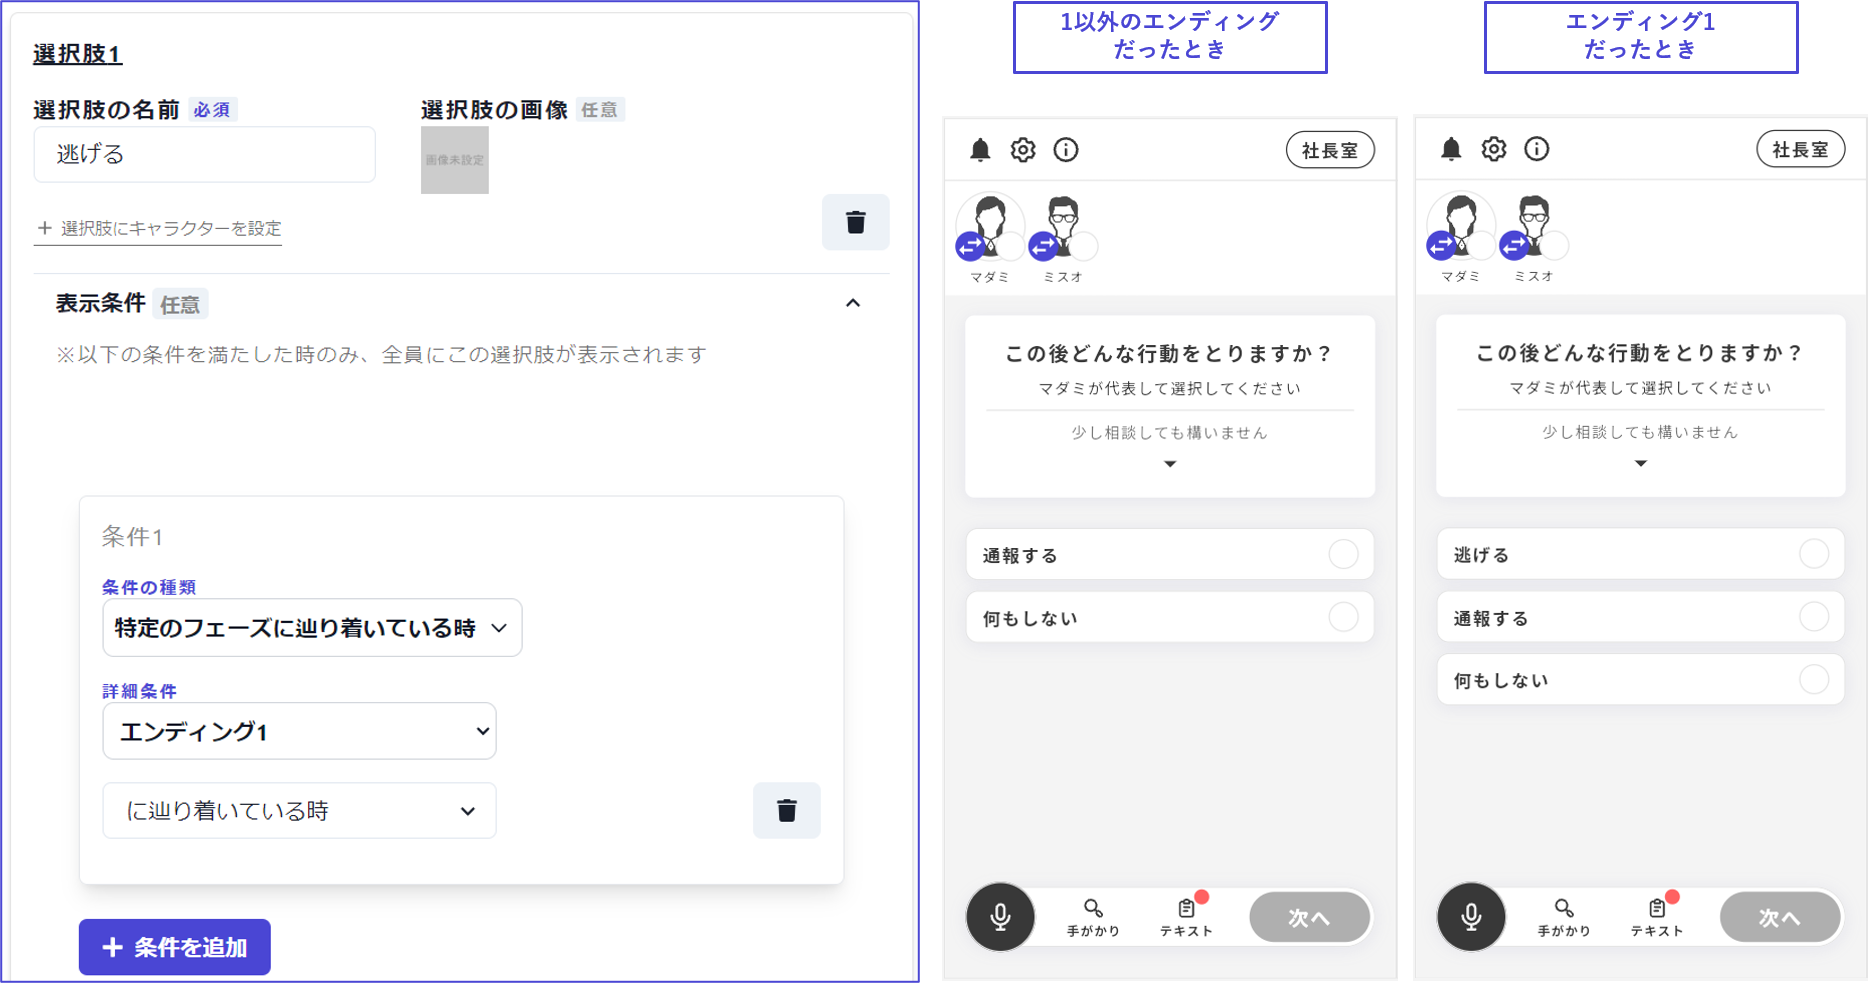 選択肢1
選択肢の名前 必須
逃げる
選択肢の画像 任意
画像未設定
＋ 選択肢にキャラクターを設定
表示条件 任意
※以下の条件を満たした時のみ、全員にこの選択肢が表示されます
条件1
条件の種類
特定のフェーズに辿り着いている時
詳細条件
エンディング1
に辿り着いている時
＋ 条件を追加
1以外のエンディング
だったとき
社長室
マダミ ミスオ
この後どんな行動をとりますか？
マダミが代表して選択してください
少し相談しても構いません
通報する
何もしない
手がかり テキスト 次へ
エンディング1
だったとき
社長室
マダミ ミスオ
この後どんな行動をとりますか？
マダミが代表して選択してください
少し相談しても構いません
逃げる
通報する
何もしない
手がかり テキスト 次へ